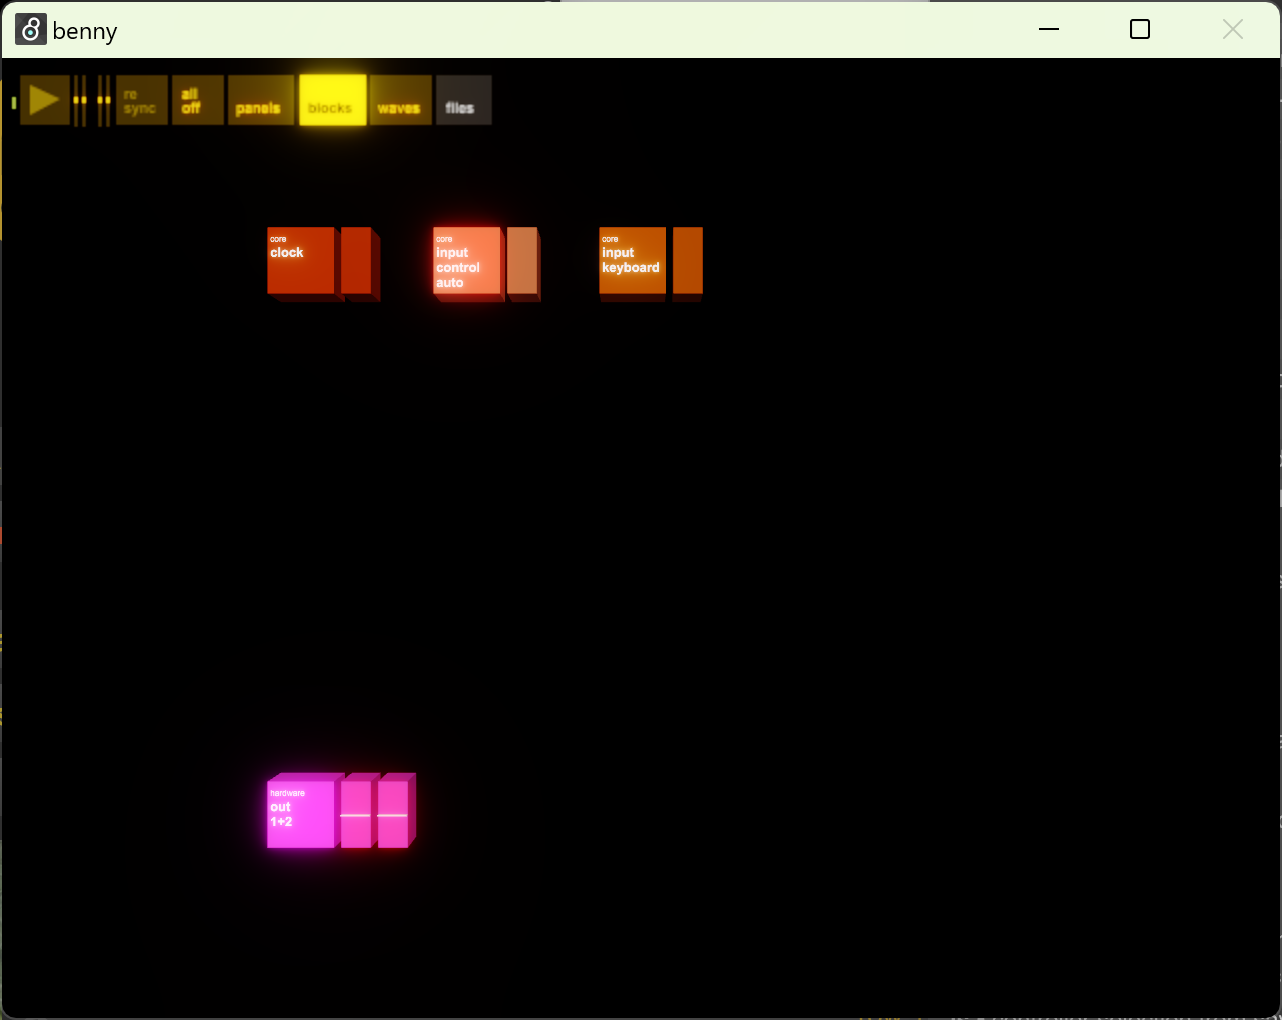 benny
re
sync
all
off
panels
blocks
waves
files
core
clock
core
input
control
auto
core
input
keyboard
hardware
out
1+2